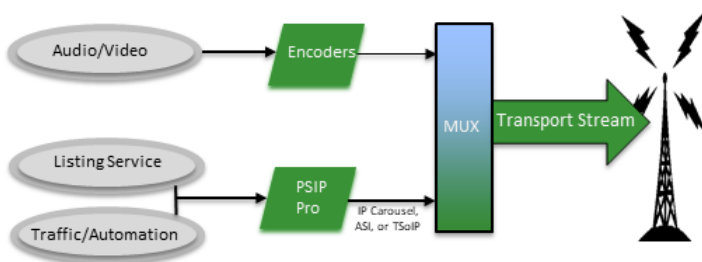 Audio/Video
Encoders
MUX
Transport Stream
Listing Service
PSIP
Pro
IP Carousel,
ASI, or TSoIP
Traffic/Automation